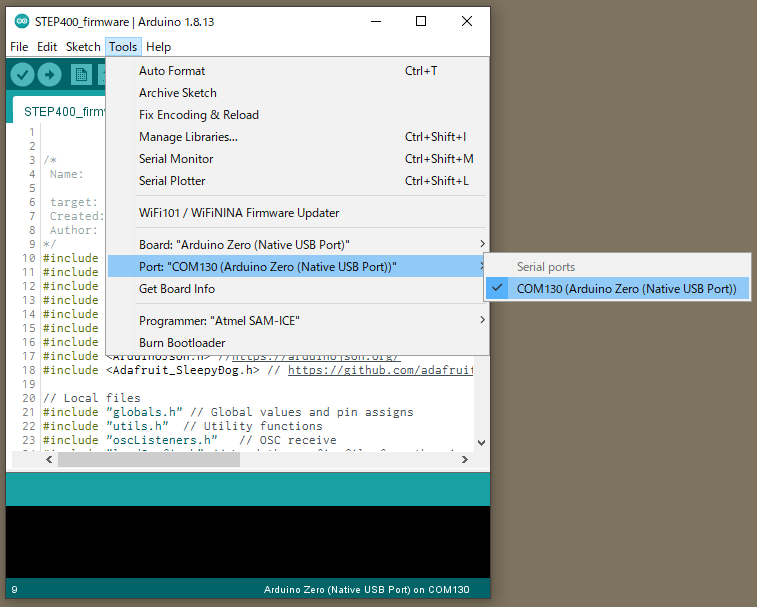 STEP400_firmware | Arduino 1.8.13
File Edit Sketch Tools Help
Auto Format Ctrl+T
Archive Sketch
Fix Encoding & Reload
Manage Libraries... Ctrl+Shift+I
Serial Monitor Ctrl+Shift+M
Serial Plotter Ctrl+Shift+L
WiFi101 / WiFiNINA Firmware Updater
Board: "Arduino Zero (Native USB Port)"
Port: "COM130 (Arduino Zero (Native USB Port))"
Get Board Info
Programmer: "Atmel SAM-ICE"
Burn Bootloader
Serial ports
COM130 (Arduino Zero (Native USB Port))
STEP400_firmw
1
2
3 /*
4 Name:
5
6 target:
7 Created:
8 Author:
9 */
10 #include
11 #include
12 #include
13 #include
14 #include
15 #include
16 #include
17 #include <ArduinoJson.h> //https://arduinojson.org/
18 #include <Adafruit_SleepyDog.h> // https://github.com/adafruit
19
20 // Local files
21 #include "globals.h" // Global values and pin assigns
22 #include "utils.h" // Utility functions
23 #include "oscListeners.h" // OSC receive
9
Arduino Zero (Native USB Port) on COM130